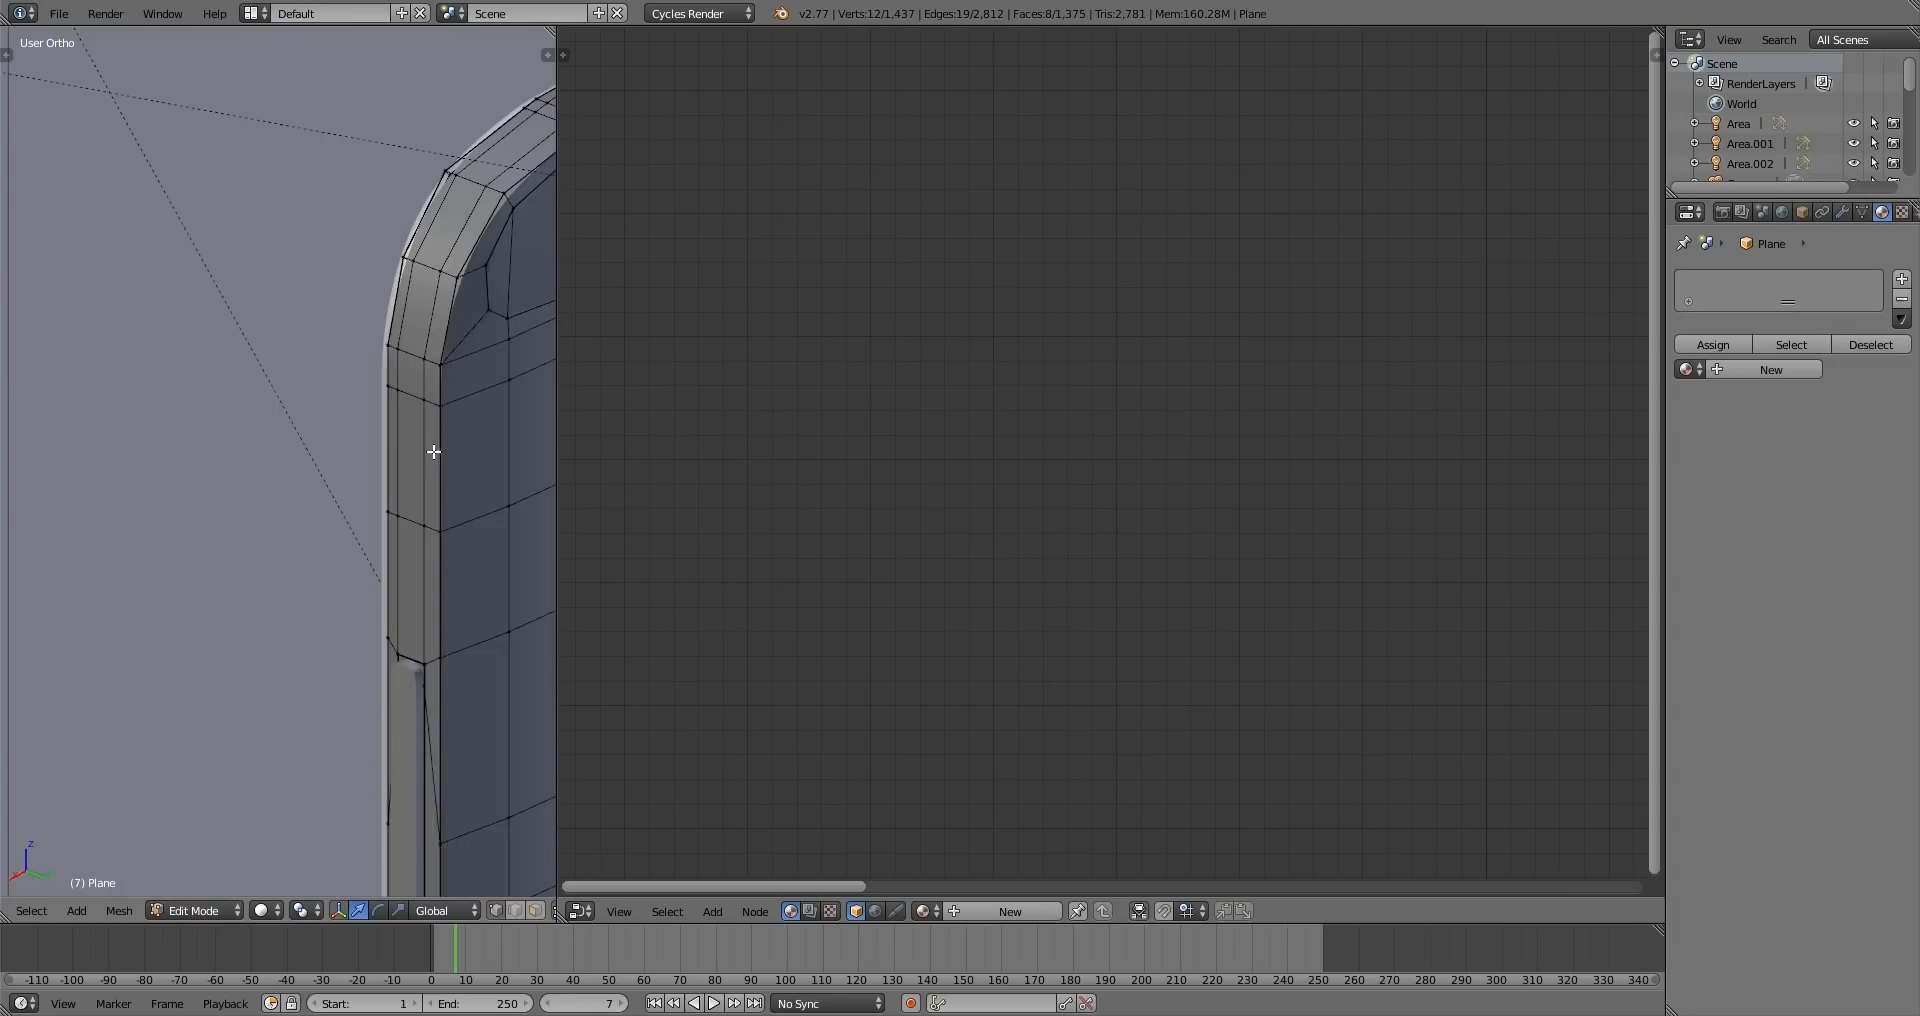 File Render Window Help Default Scene Cycles Render v2.77 | Verts:12/1,437 | Edges:19/2,812 | Faces:8/1,375 | Tris:2,781 | Mem:160.28M | Plane
User Ortho
View Search All Scenes
Scene
RenderLayers
World
Area
Area.001
Area.002
Plane
Assign Select Deselect
New
z
(7) Plane
Select Add Mesh Edit Mode Global
View Select Add Node New
-110 -100 -90 -80 -70 -60 -50 -40 -30 -20 -10 0 10 20 30 40 50 60 70 80 90 100 110 120 130 140 150 160 170 180 190 200 210 220 230 240 250 260 270 280 290 300 310 320 330 340
View Marker Frame Playback Start: 1 End: 250 7 No Sync